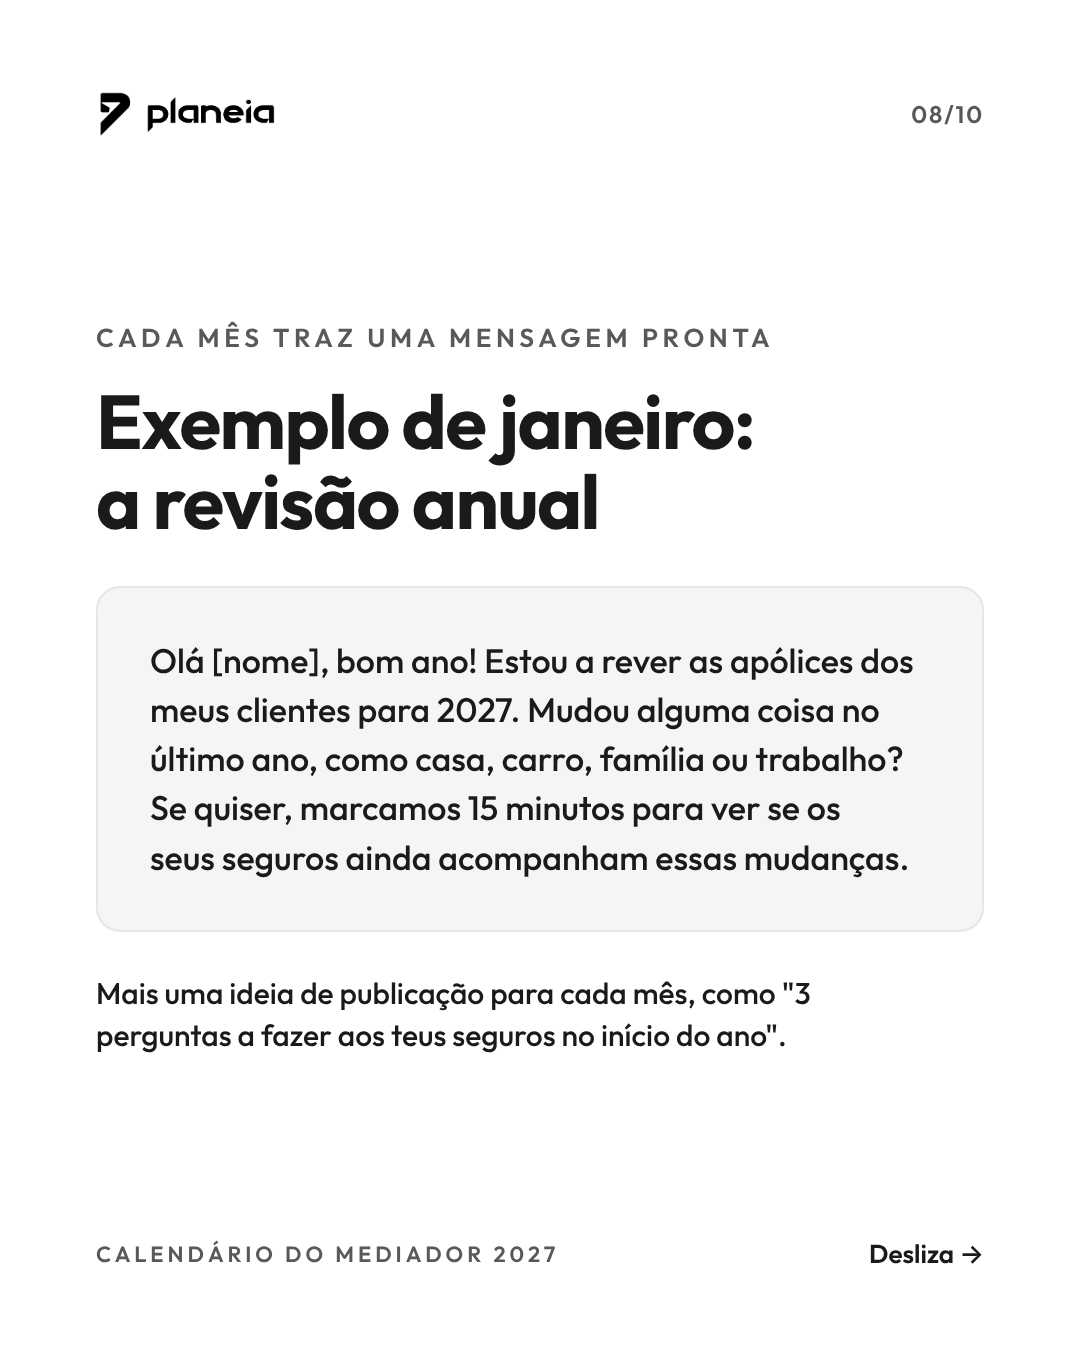 planeia
08/10
CADA MÊS TRAZ UMA MENSAGEM PRONTA
Exemplo de janeiro:
a revisão anual
Olá [nome], bom ano! Estou a rever as apólices dos
meus clientes para 2027. Mudou alguma coisa no
último ano, como casa, carro, família ou trabalho?
Se quiser, marcamos 15 minutos para ver se os
seus seguros ainda acompanham essas mudanças.
Mais uma ideia de publicação para cada mês, como "3
perguntas a fazer aos teus seguros no início do ano".
CALENDÁRIO DO MEDIADOR 2027
Desliza →